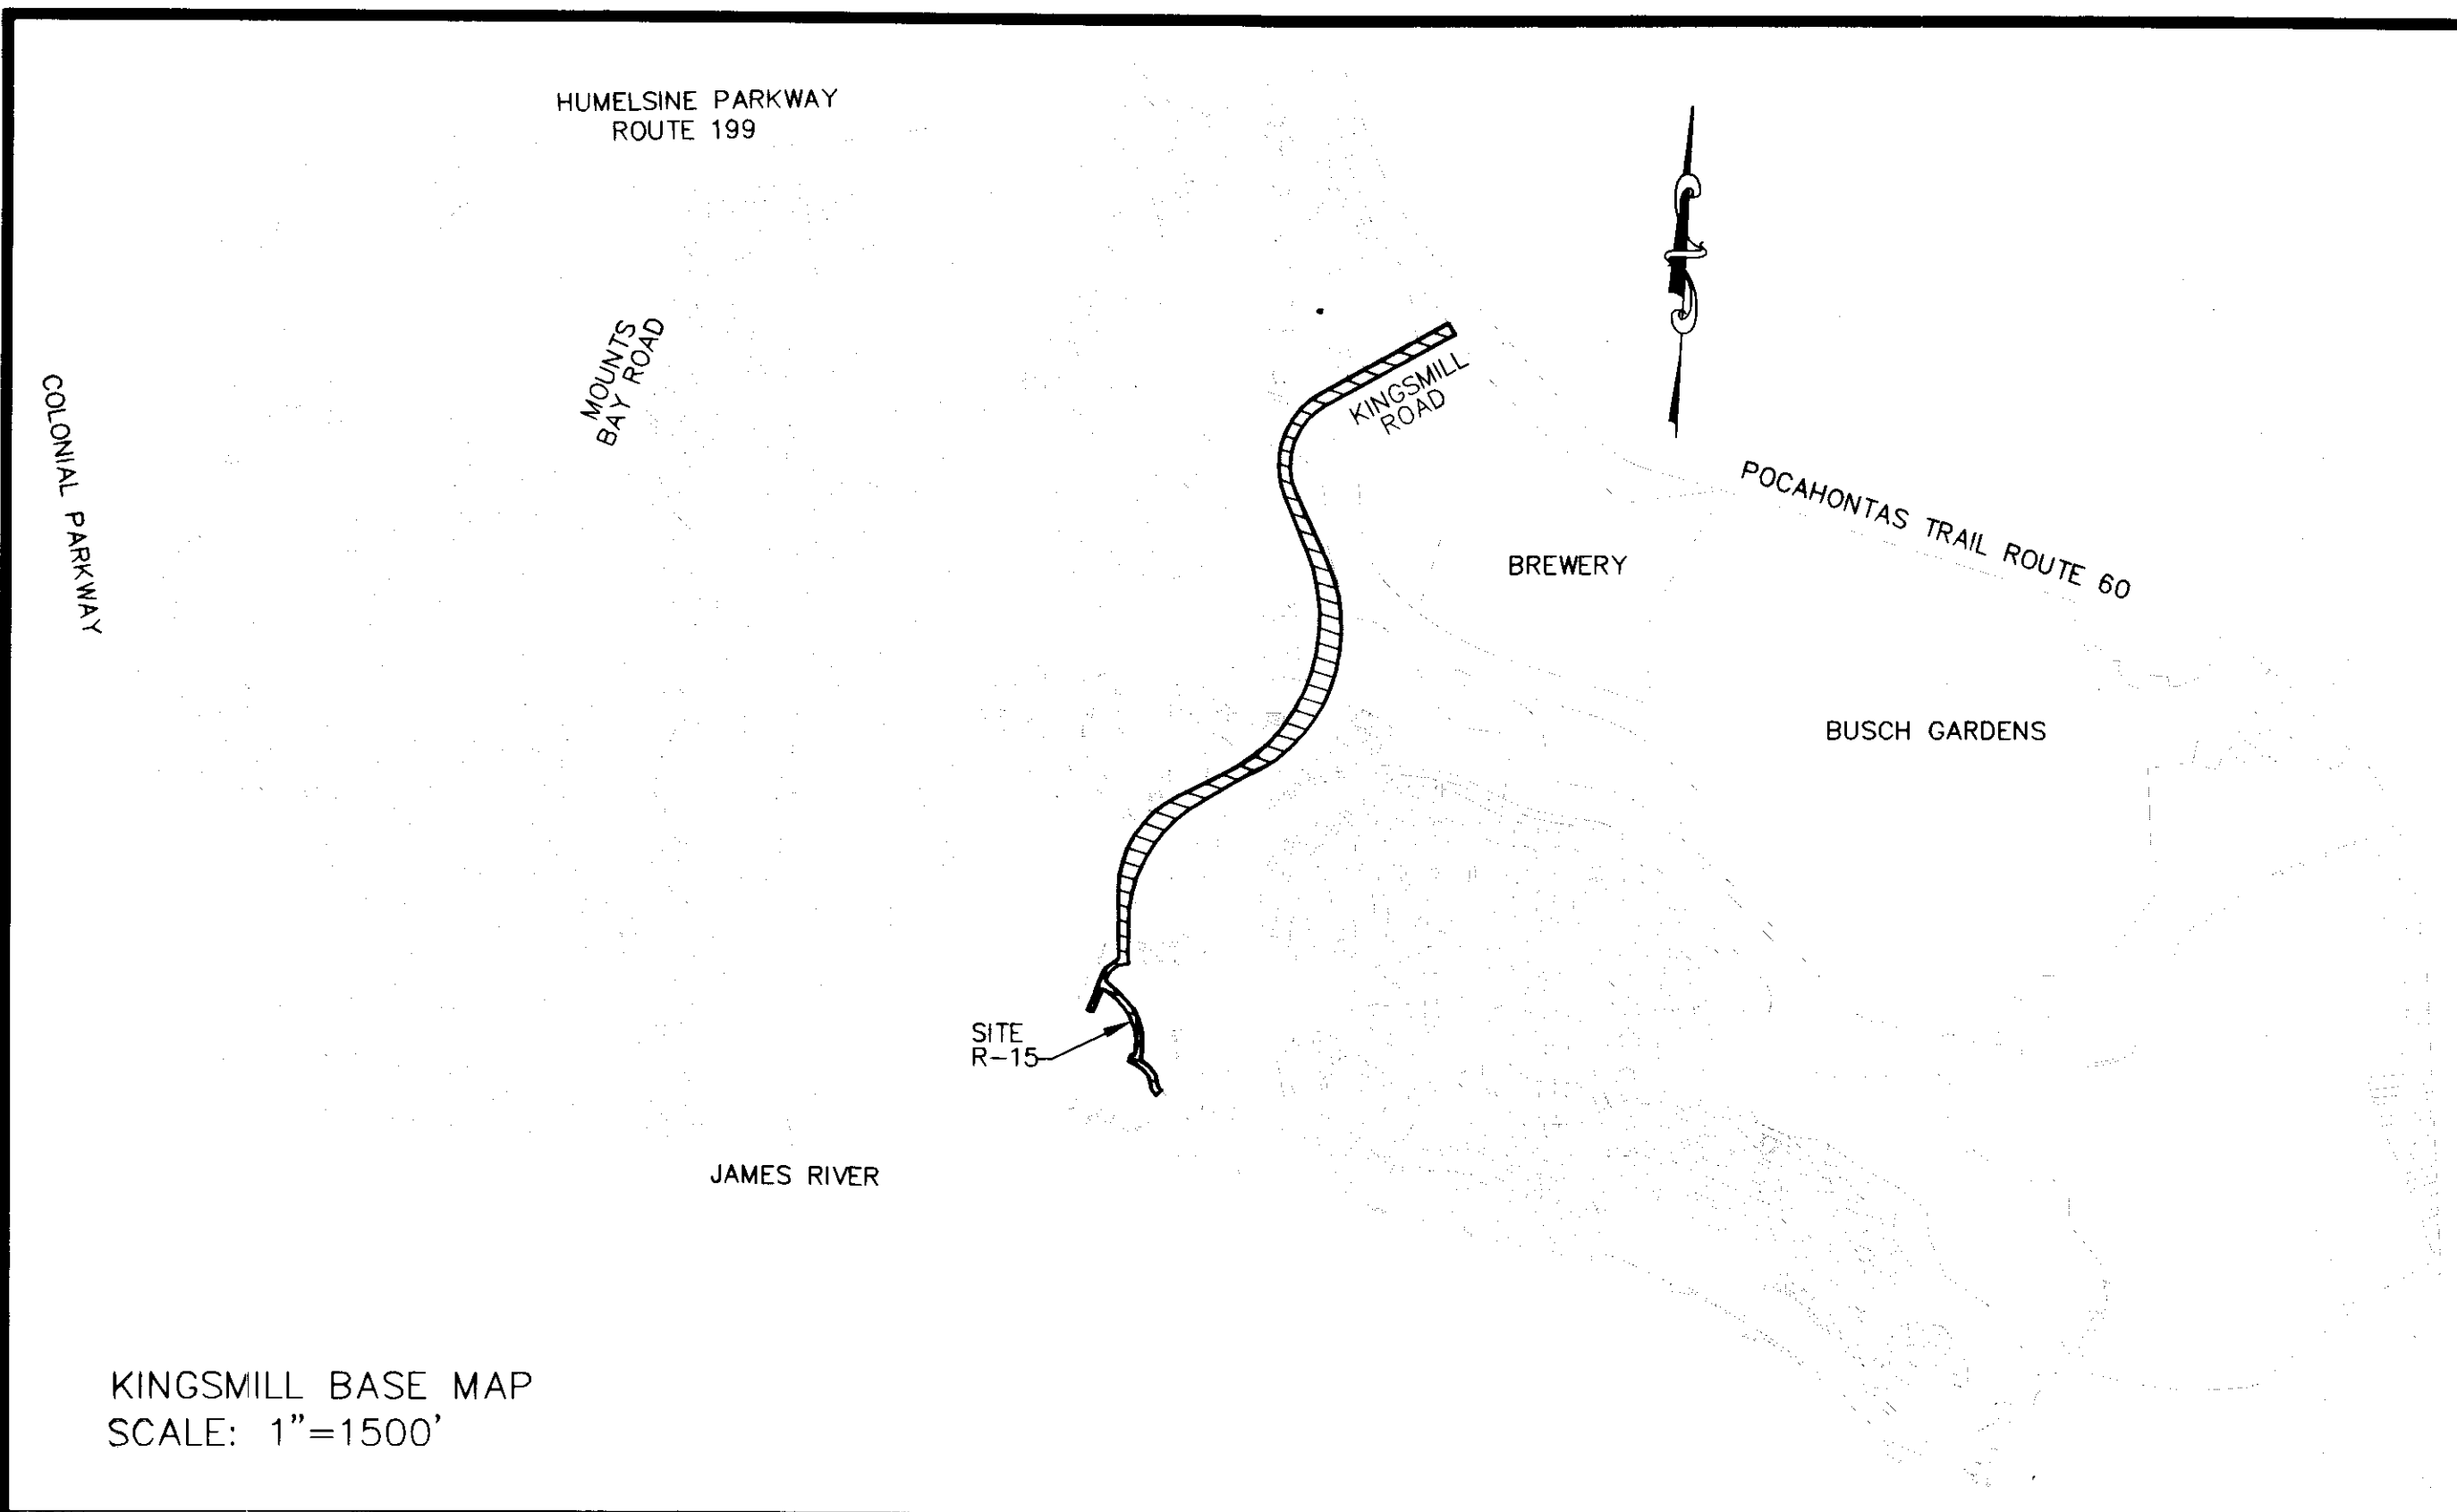 HUMELSINE PARKWAY
ROUTE 199
MOUNTS
BAY ROAD
COLONIAL PARKWAY
KINGSMILL
ROAD
POCAHONTAS TRAIL ROUTE 60
BREWERY
BUSCH GARDENS
SITE
R-15
JAMES RIVER
KINGSMILL BASE MAP
SCALE: 1"=1500'